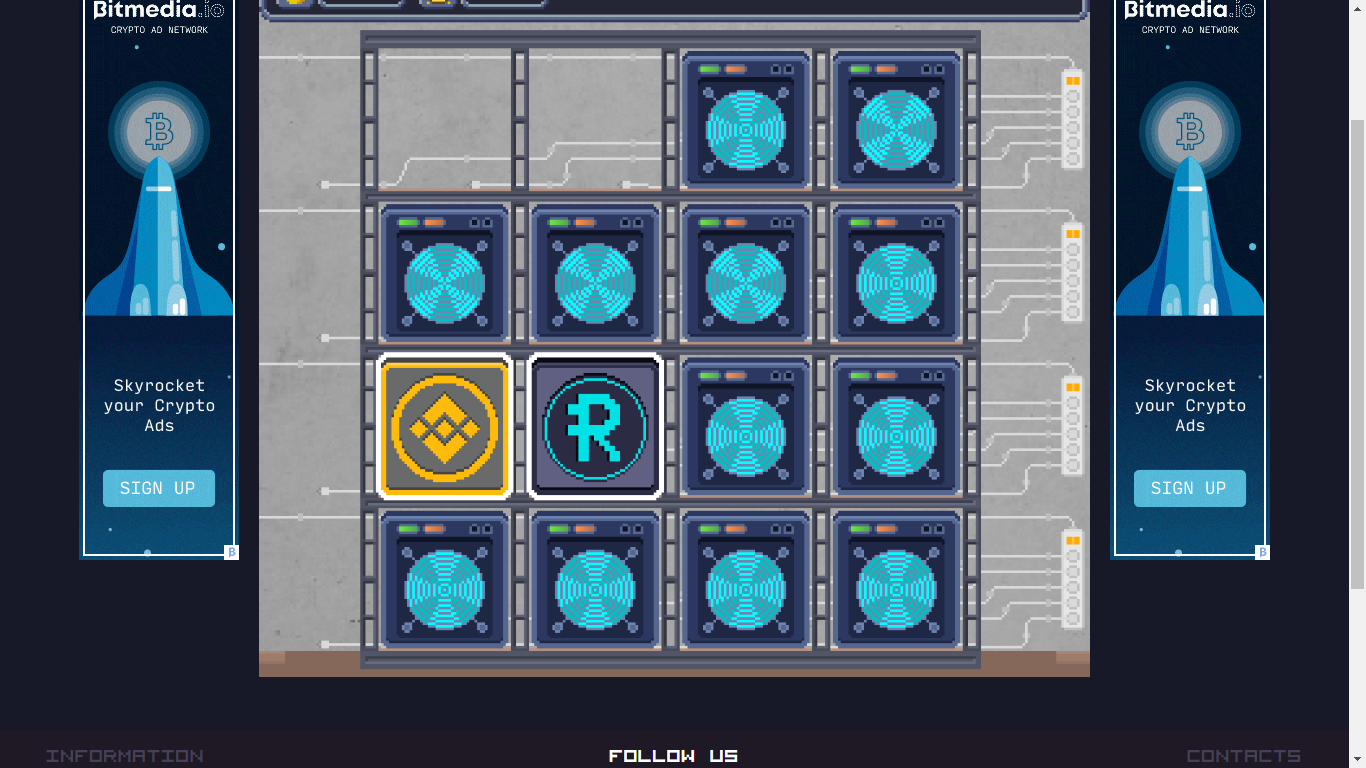 Bitmedia.io
CRYPTO AD NETWORK
Skyrocket
your Crypto
Ads
SIGN UP
Bitmedia.io
CRYPTO AD NETWORK
Skyrocket
your Crypto
Ads
SIGN UP
INFORMATION
FOLLOW US
CONTACTS